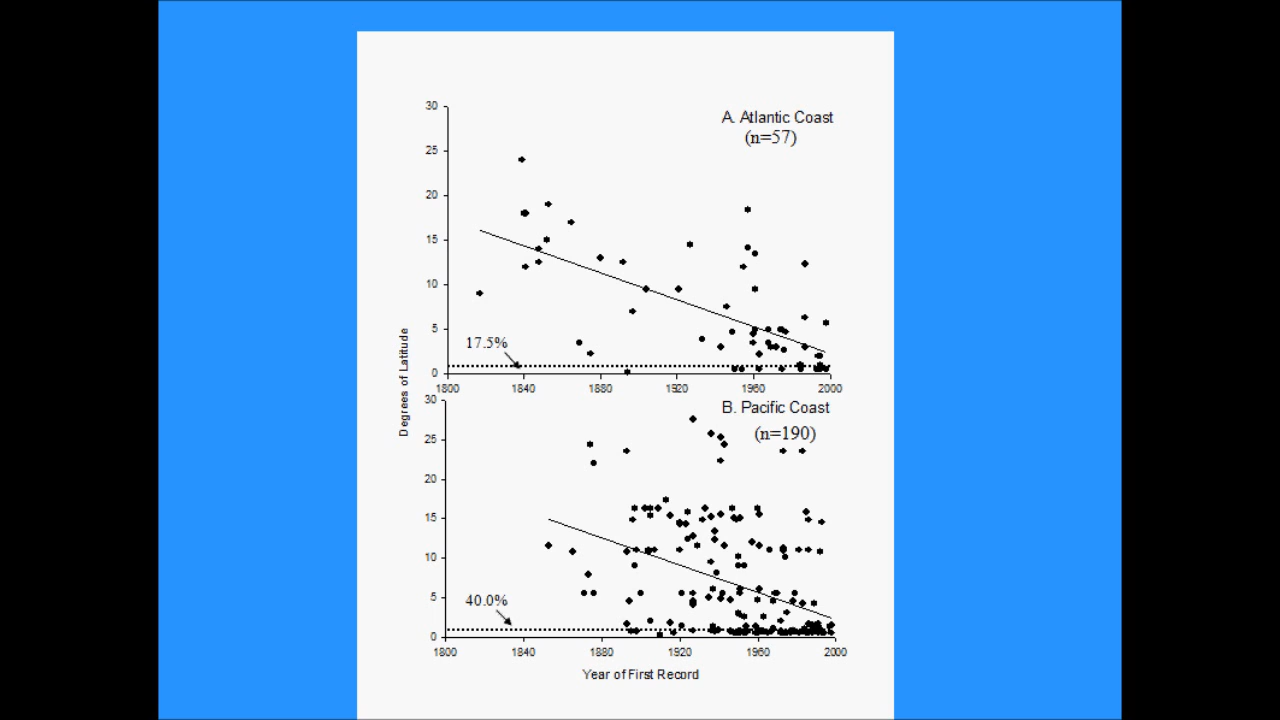 A. Atlantic Coast
(n=57)
30
25
20
15
10
5
0
17.5%
1800 1840 1880 1920 1960 2000
Degrees of Latitude
B. Pacific Coast
(n=190)
30
25
20
15
10
5
0
40.0%
1800 1840 1880 1920 1960 2000
Year of First Record